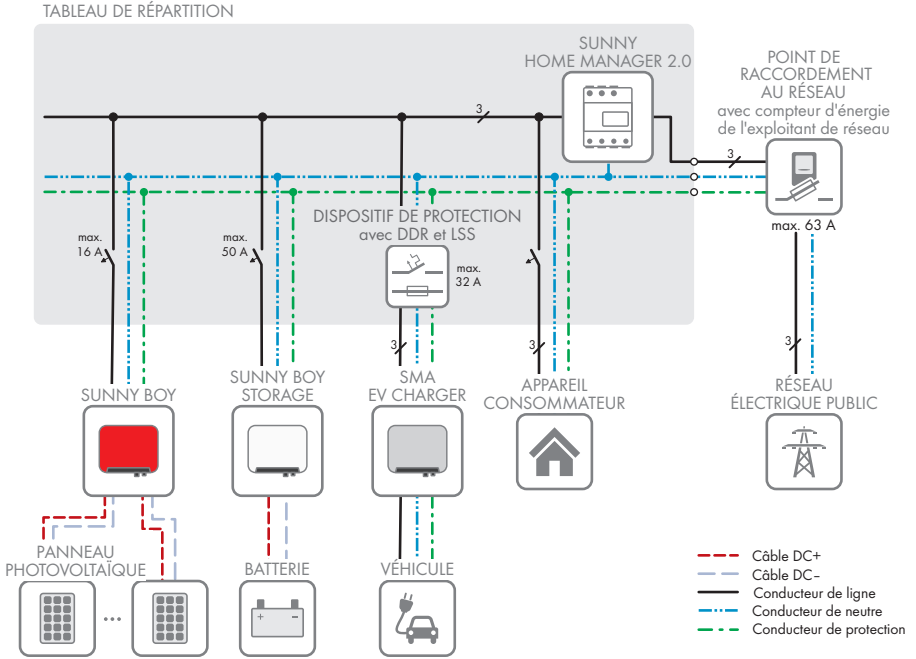 TABLEAU DE RÉPARTITION
SUNNY
HOME MANAGER 2.0
POINT DE
RACCORDEMENT
AU RÉSEAU
avec compteur d'énergie
de l'exploitant de réseau
3
3
max.
16 A
max.
50 A
DISPOSITIF DE PROTECTION
avec DDR et LSS
max.
32 A
max. 63 A
3
3
3
SUNNY BOY
SUNNY BOY
STORAGE
SMA
EV CHARGER
APPAREIL
CONSOMMATEUR
RÉSEAU
ÉLECTRIQUE PUBLIC
PANNEAU
PHOTOVOLTAÏQUE
...
BATTERIE
+ -
VÉHICULE
Câble DC+
Câble DC–
Conducteur de ligne
Conducteur de neutre
Conducteur de protection